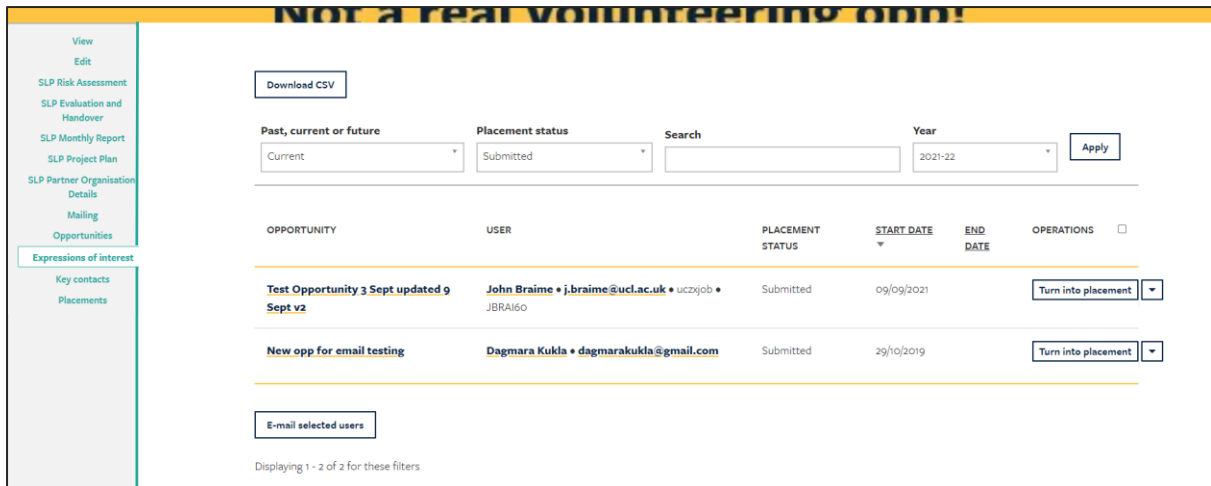 Not a real volunteering opp!
View
Edit
SLP Risk Assessment
SLP Evaluation and
Handover
SLP Monthly Report
SLP Project Plan
SLP Partner Organisation
Details
Mailing
Opportunities
Expressions of interest
Key contacts
Placements
Download CSV
Past, current or future Placement status Search Year
Current Submitted 2021-22 Apply
OPPORTUNITY USER PLACEMENT STATUS START DATE END DATE OPERATIONS
Test Opportunity 3 Sept updated 9 John Braime • j.braime@ucl.ac.uk • uczxjob • Submitted 09/09/2021 Turn into placement
Sept v2 JBRAI60
New opp for email testing Dagmara Kukla • dagmarakukla@gmail.com Submitted 29/10/2019 Turn into placement
E-mail selected users
Displaying 1 - 2 of 2 for these filters